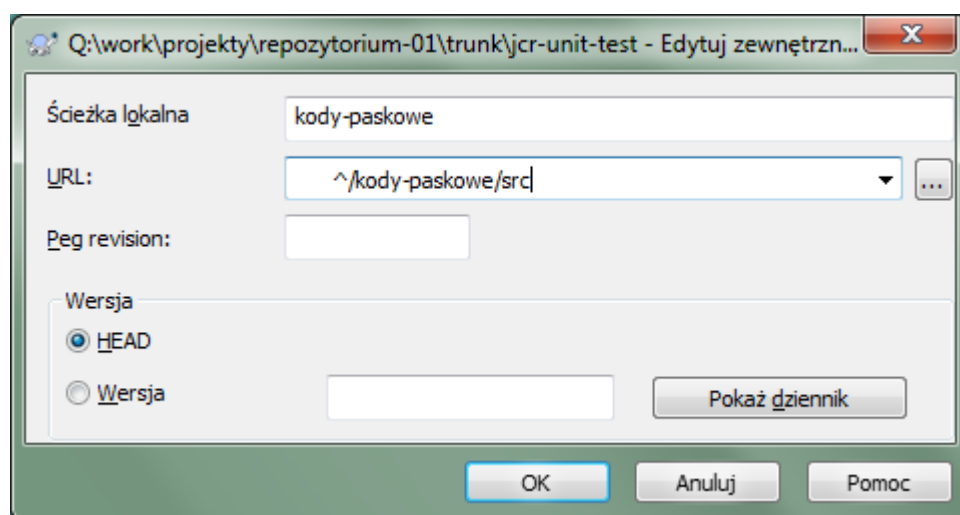 Q:\work\projekty\repozytorium-01\trunk\jcr-unit-test - Edytuj zewnętrzn...
Ścieżka lokalna kody-paskowe
URL: ^/kody-paskowe/src ...
Peg revision:
Wersja
HEAD
Wersja Pokaż dziennik
OK Anuluj Pomoc